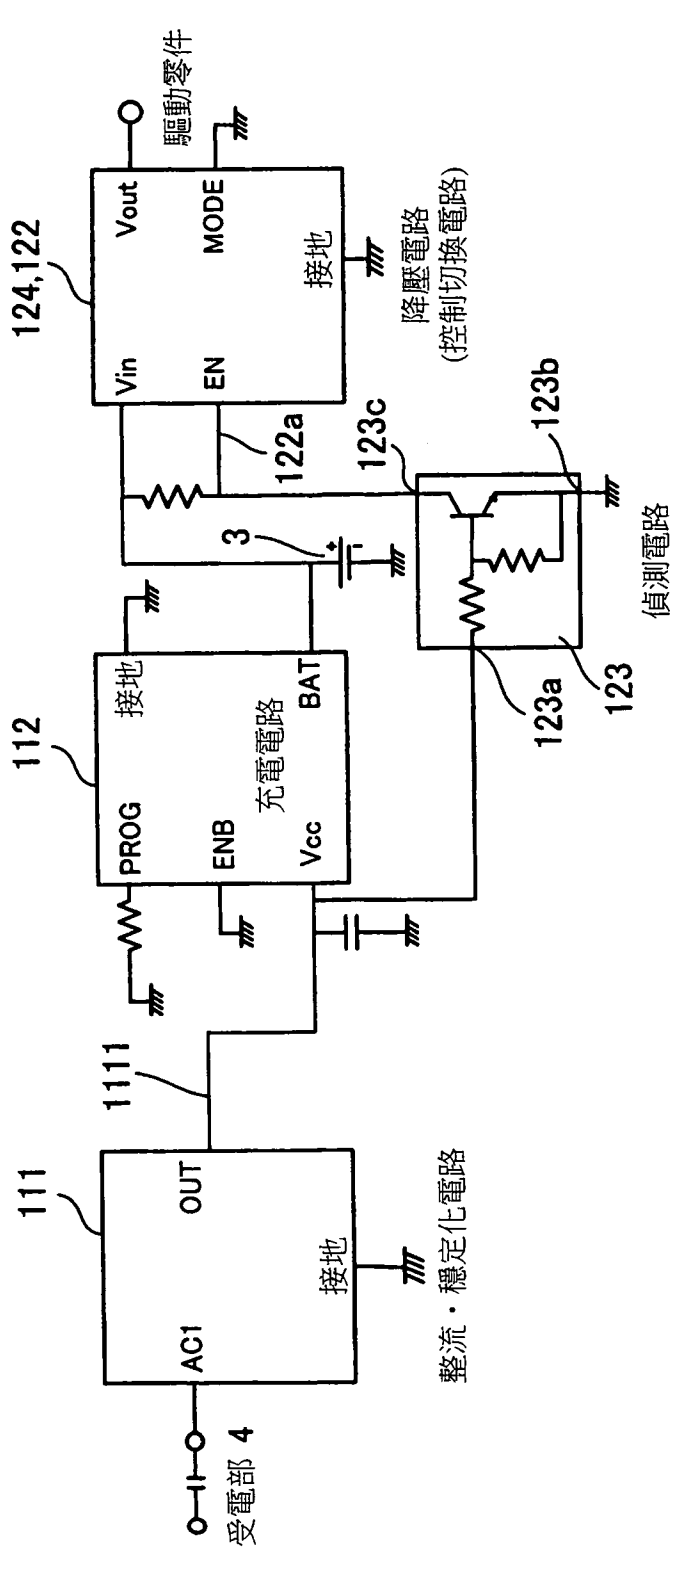 111
1111
AC1
OUT
接地
受電部 4
整流・穩定化電路
112
PROG
接地
ENB
充電電路
Vcc
BAT
3
122a
124,122
Vin
Vout
EN
MODE
接地
驅動零件
降壓電路
(控制切換電路)
123c
123b
123a
123
偵測電路